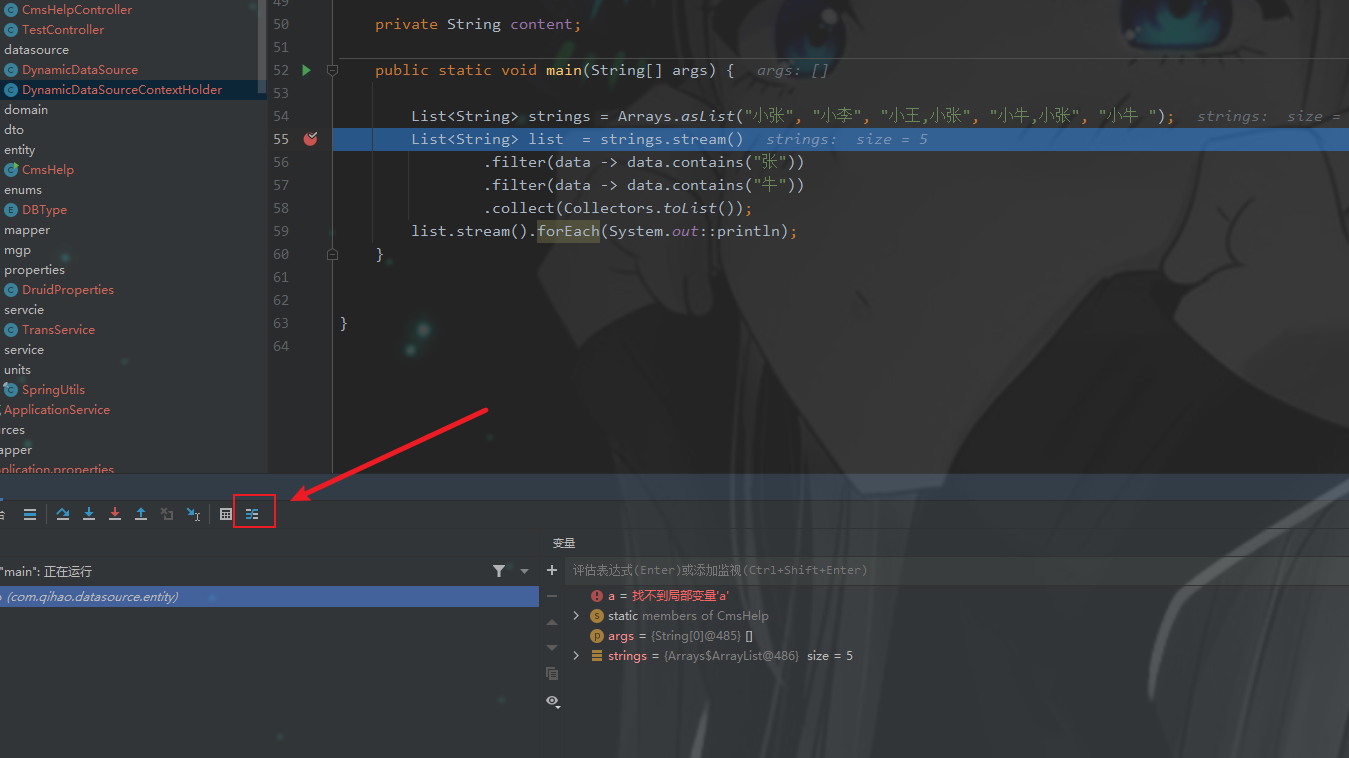 CmsHelpController
TestController
datasource
DynamicDataSource
DynamicDataSourceContextHolder
domain
dto
entity
CmsHelp
enums
DBType
mapper
mgp
properties
DruidProperties
servcie
TransService
service
units
SpringUtils
ApplicationService
rces
apper
plication.properties
49
50 private String content;
51
52 public static void main(String[] args) { args: []
53
54 List<String> strings = Arrays.asList("小张", "小李", "小王,小张", "小牛,小张", "小牛 "); strings: size =
55 List<String> list  = strings.stream() strings: size = 5
56 .filter(data -> data.contains("张"))
57 .filter(data -> data.contains("牛"))
58 .collect(Collectors.toList());
59 list.stream().forEach(System.out::println);
60 }
61
62
63 }
64
"main": 正在运行
(com.qihao.datasource.entity)
变量
评估表达式(Enter)或添加监视(Ctrl+Shift+Enter)
a = 找不到局部变量'a'
static members of CmsHelp
args = {String[0]@485} []
strings = {Arrays$ArrayList@486} size = 5